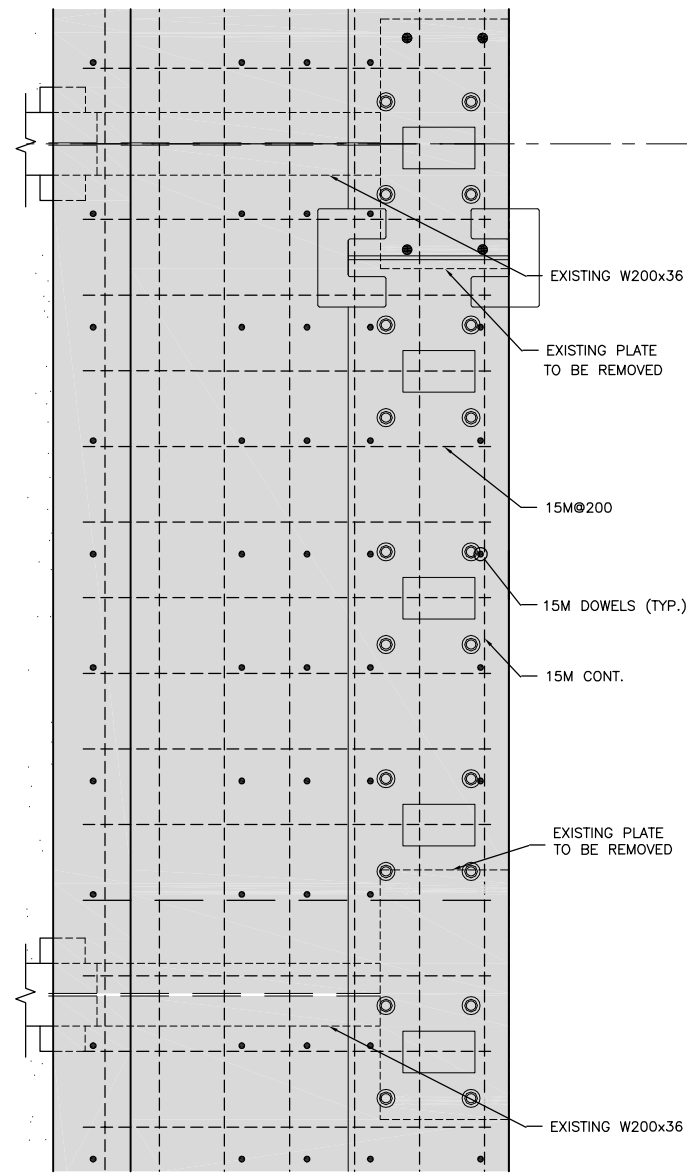 EXISTING W200x36
EXISTING PLATE
TO BE REMOVED
15M@200
15M DOWELS (TYP.)
15M CONT.
EXISTING PLATE
TO BE REMOVED
EXISTING W200x36